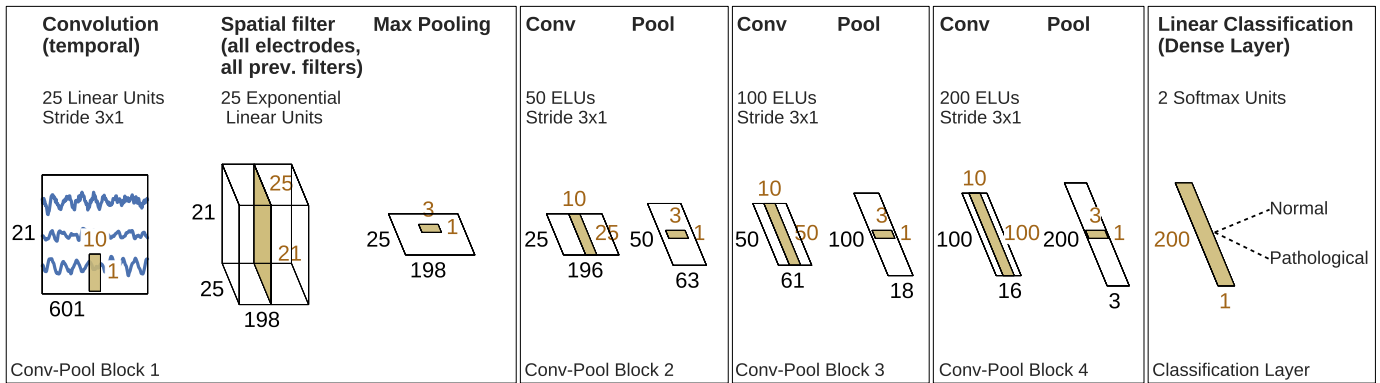 Convolution
(temporal)
25 Linear Units
Stride 3x1
21
10
1
601
Spatial filter
(all electrodes,
all prev. filters)
25 Exponential
Linear Units
25
21
21
25
198
Max Pooling
3
1
25
198
Conv-Pool Block 1
Conv Pool
50 ELUs
Stride 3x1
10
25
25
196
3
50
1
63
Conv-Pool Block 2
Conv Pool
100 ELUs
Stride 3x1
10
50
50
61
3
100
1
18
Conv-Pool Block 3
Conv Pool
200 ELUs
Stride 3x1
10
100
100
16
3
200
1
3
Conv-Pool Block 4
Linear Classification
(Dense Layer)
2 Softmax Units
Normal
200
Pathological
1
Classification Layer